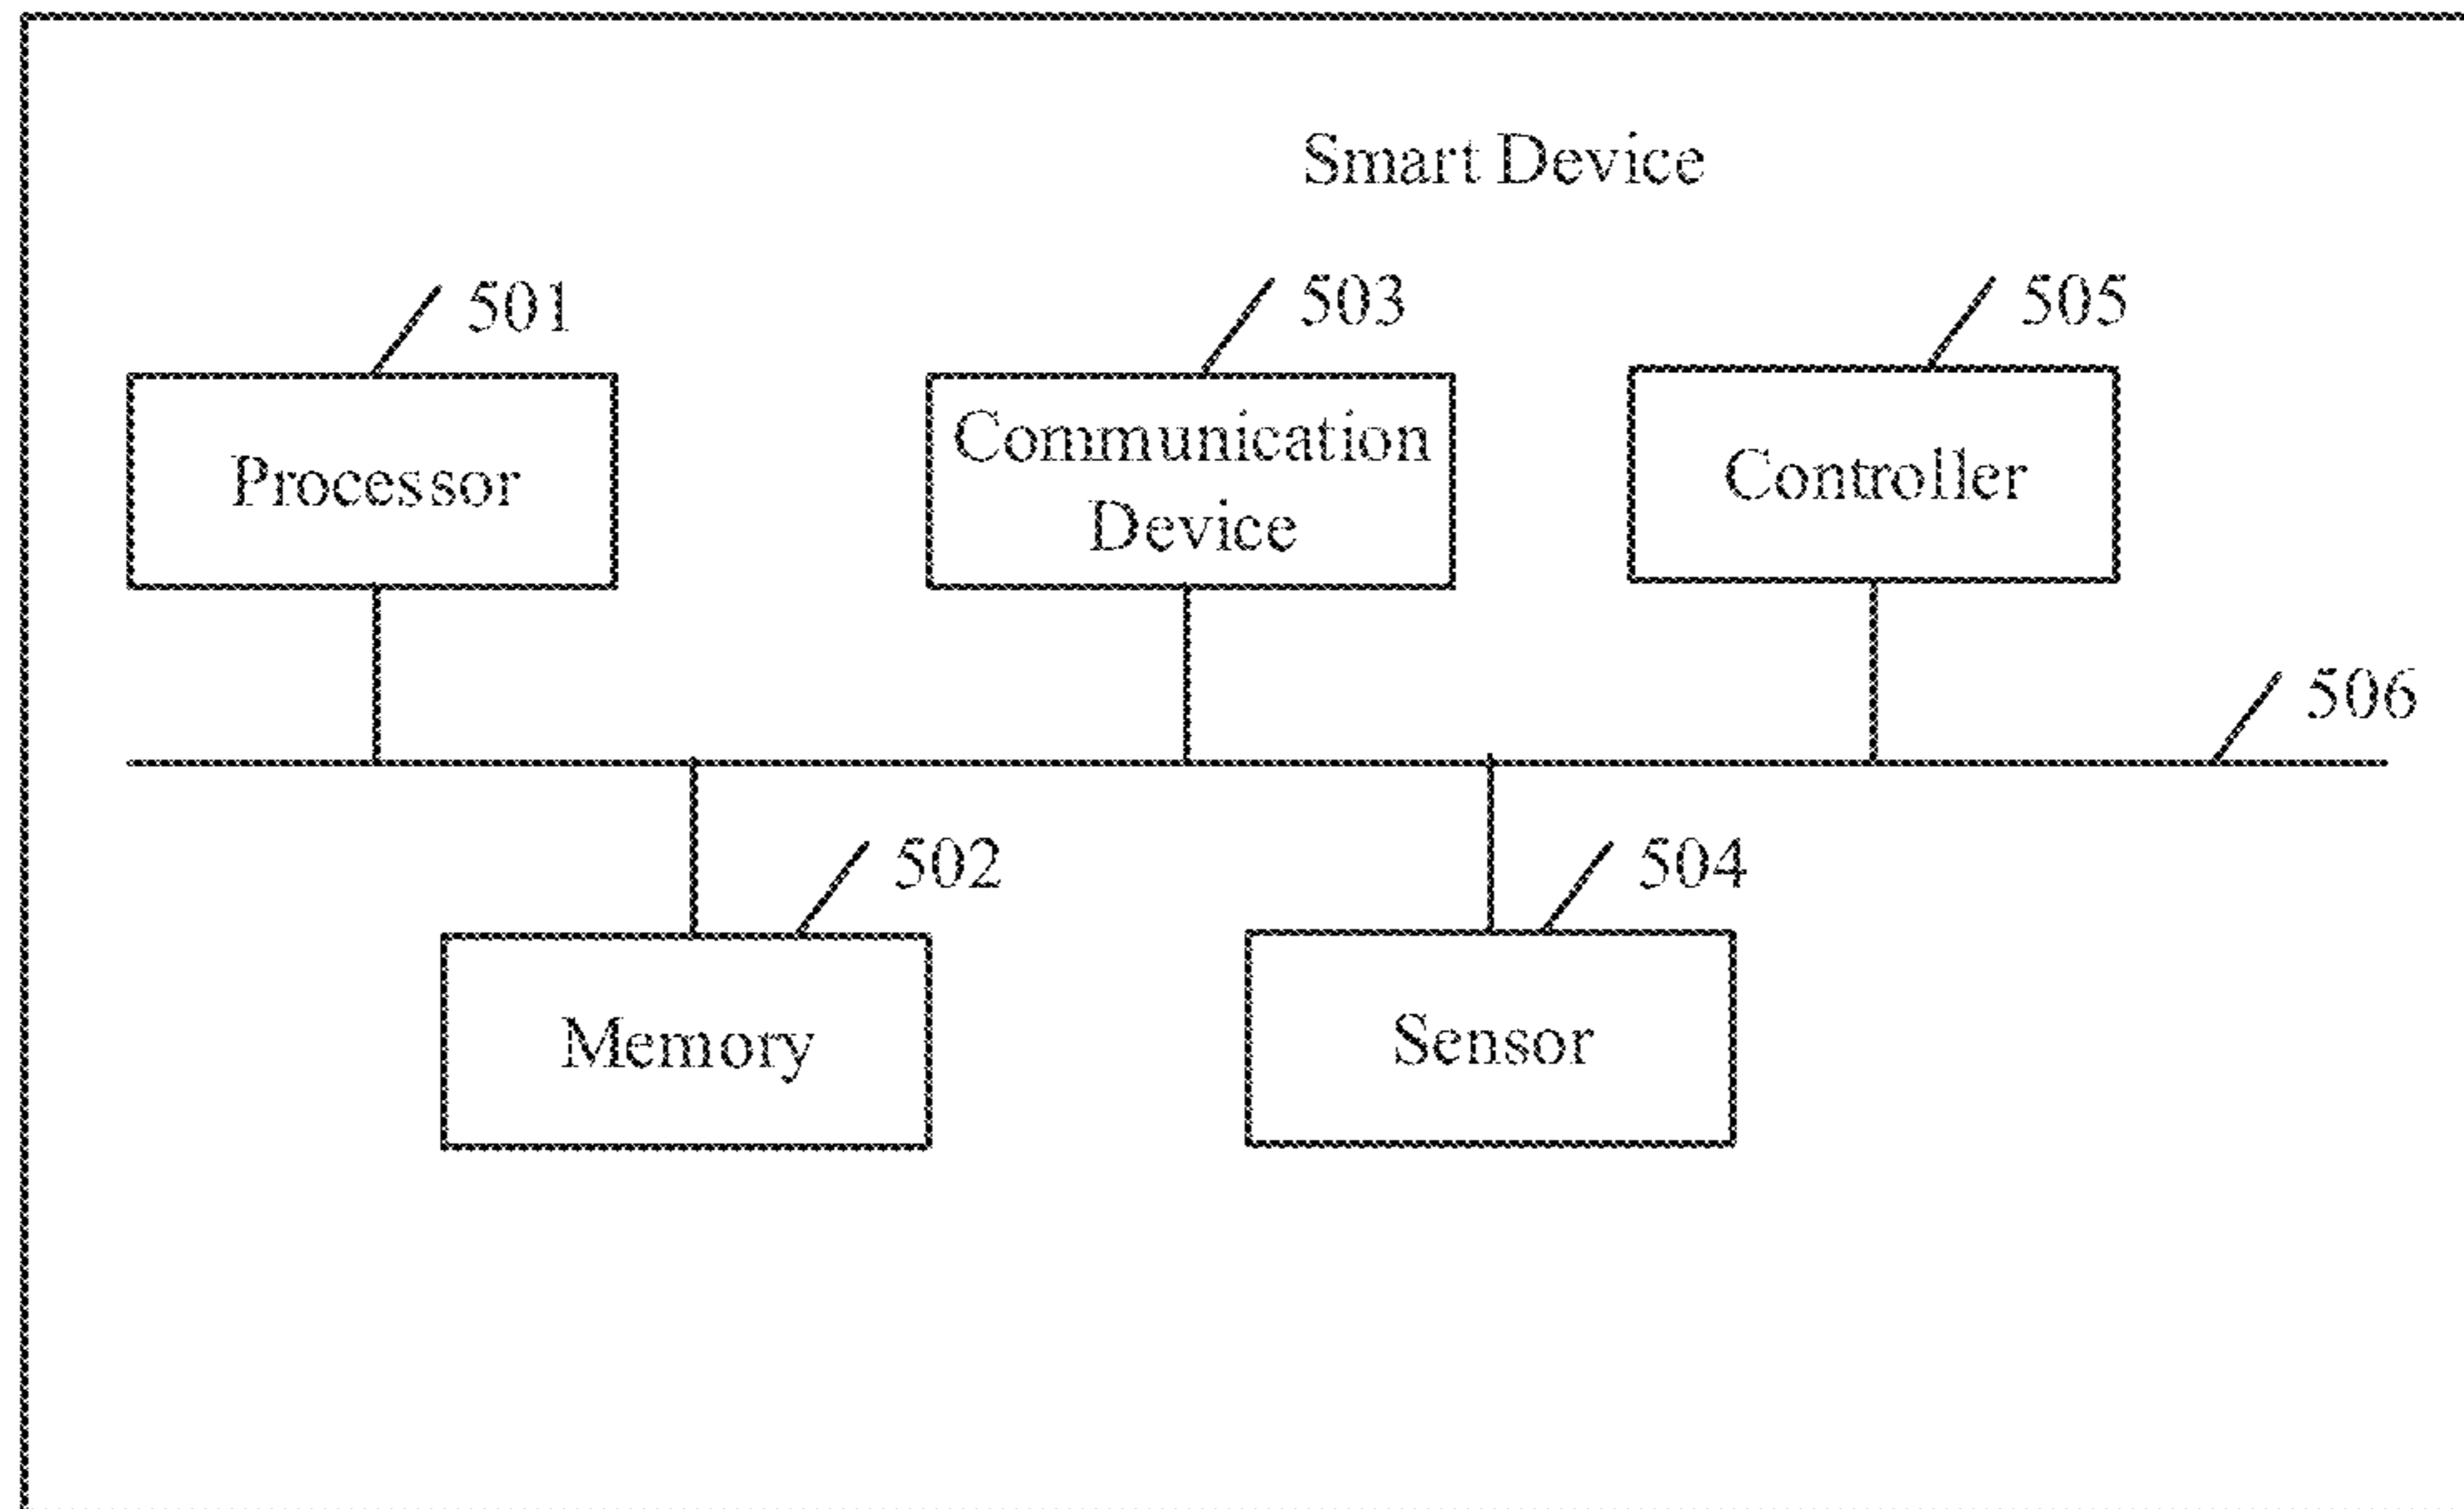 Smart Device
501
503
505
Processor
Communication
Device
Controller
506
502
504
Memory
Sensor